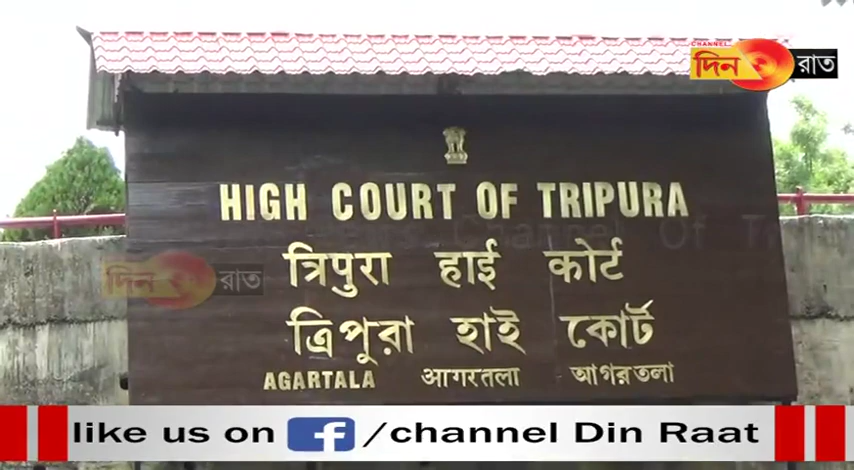 CHANNEL
দিন রাত
HIGH COURT OF TRIPURA
त्रिपुरा हाई कोर्ट
দিন রাত
ত্রিপুরা হাই কোর্ট
AGARTALA आगरतला আগরতলা
like us on f /channel Din Raat